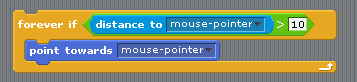 forever if distance to mouse-pointer > 10
point towards mouse-pointer